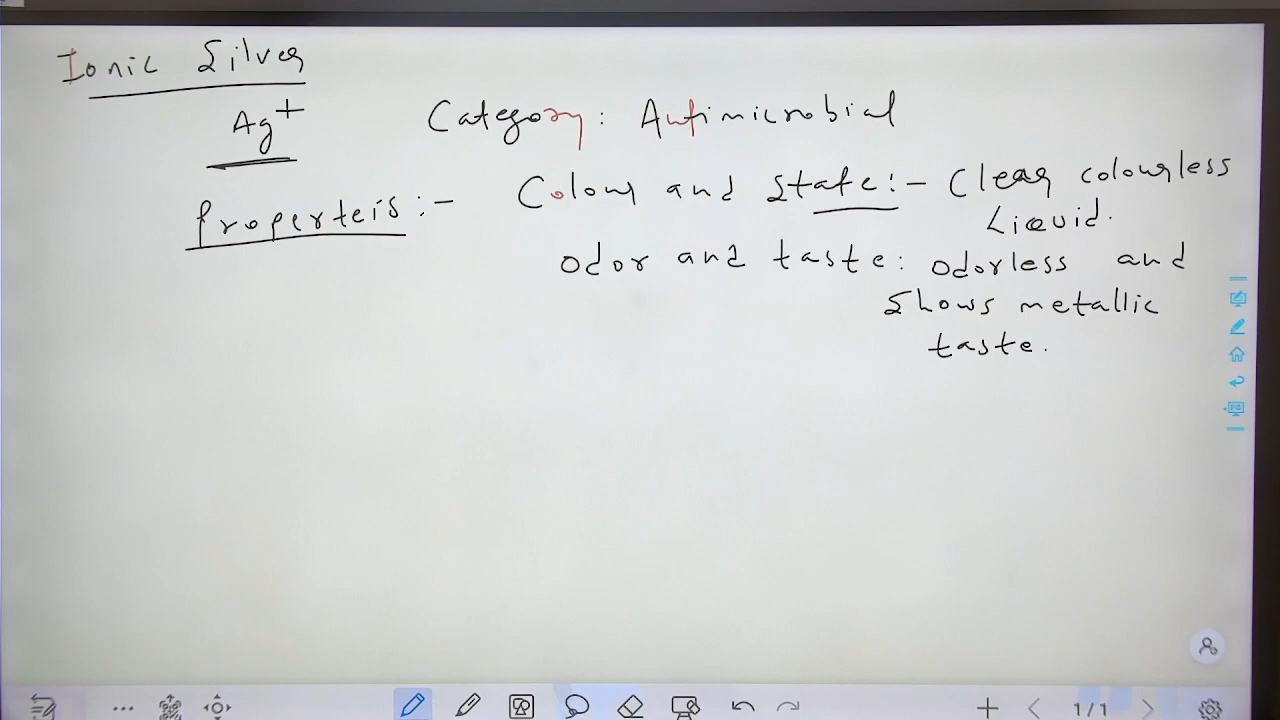 Ionic Silver
Ag+
Category: Antimicrobial
Properteis:-
Colour and State:- Clear colourless
Liquid.
odor and taste: odorless and
shows metallic
taste.
1/1